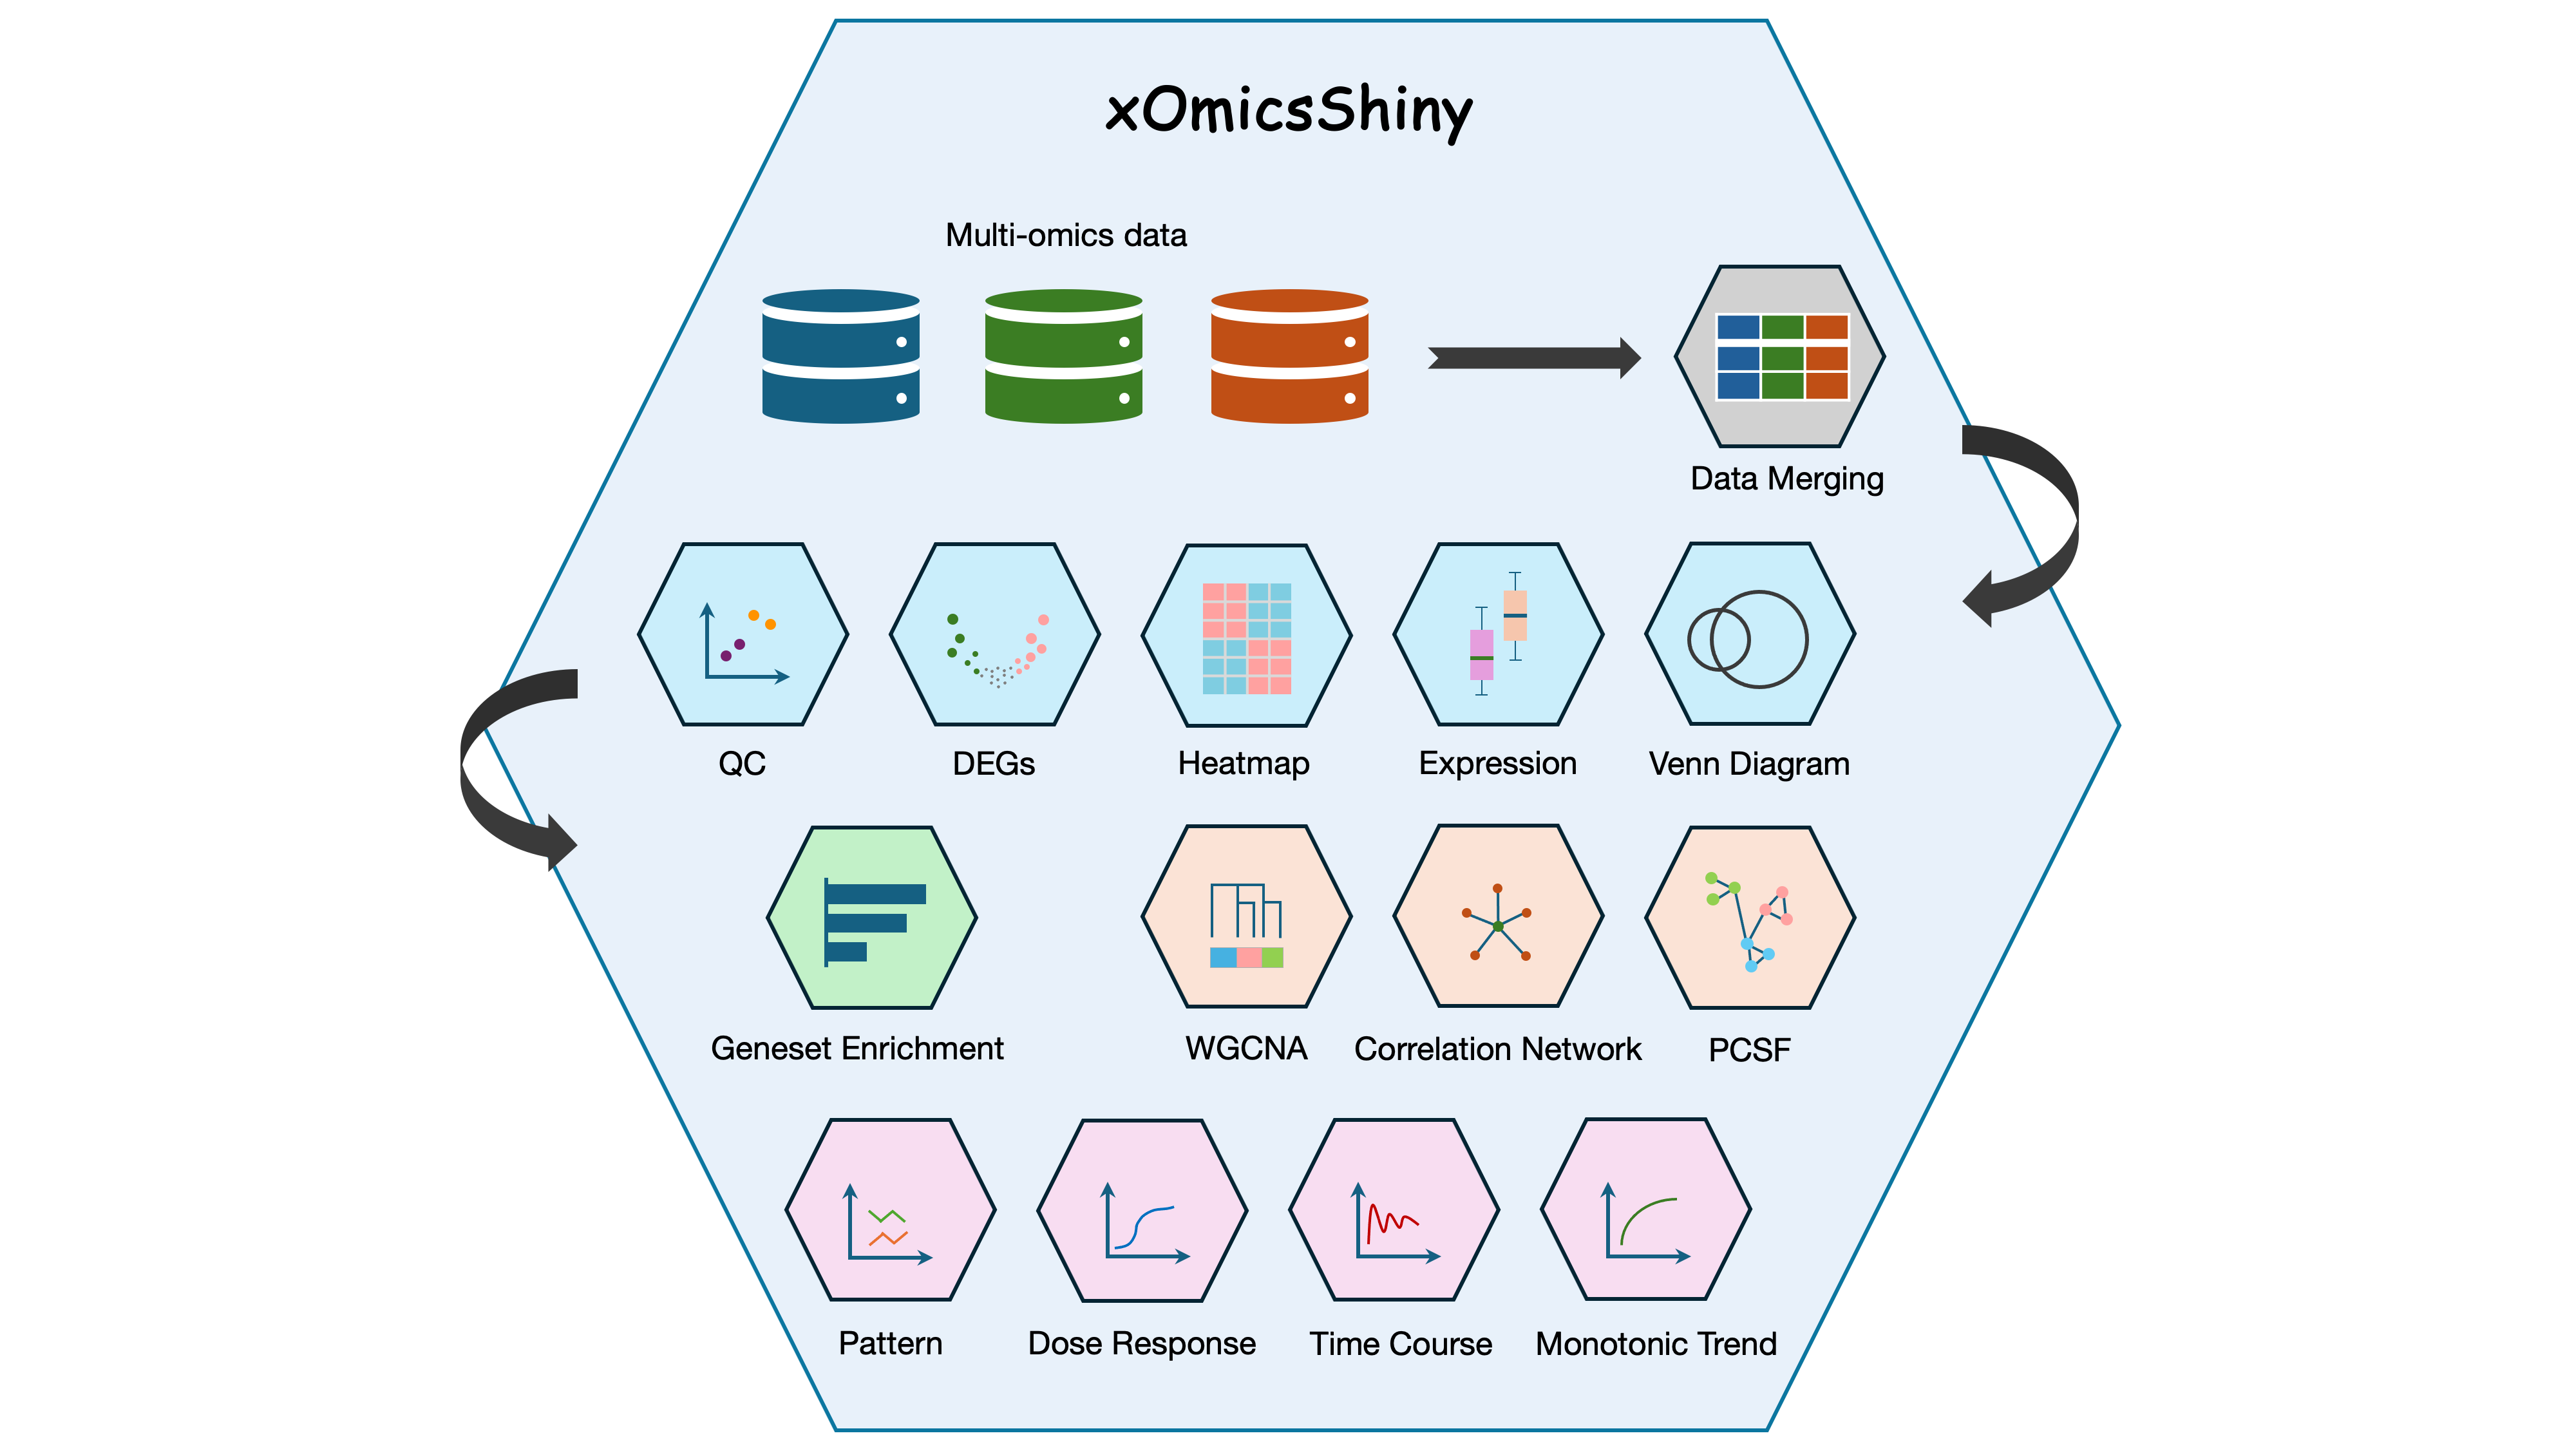 xOmicsShiny
Multi-omics data
Data Merging
QC
DEGs
Heatmap
Expression
Venn Diagram
Geneset Enrichment
WGCNA
Correlation Network
PCSF
Pattern
Dose Response
Time Course
Monotonic Trend